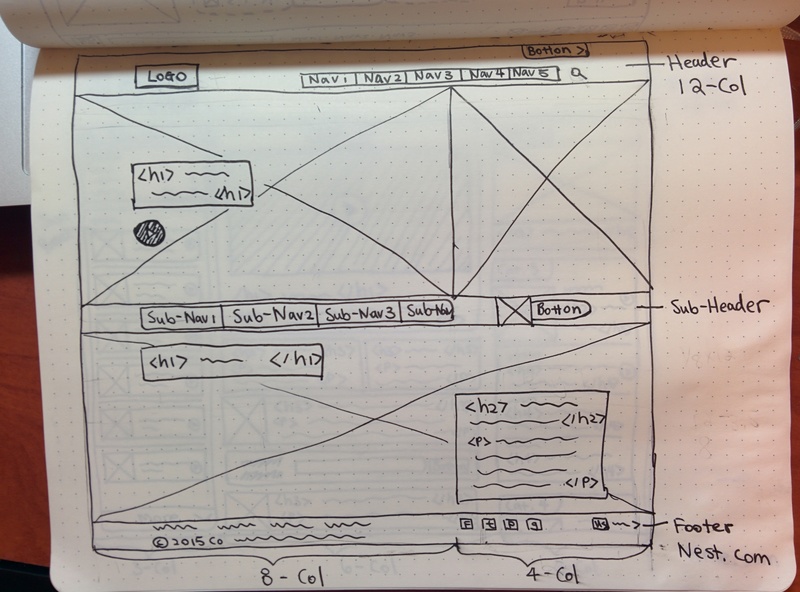 Botton >
LOGO
Nav1 Nav2 Nav3 Nav4 Nav5
Header
12-Col
<h1>
<h1>
Sub-Nav1 Sub-Nav2 Sub-Nav3 Sub-Nav
Botton
Sub-Header
<h1> </h1>
<h2>
</h2>
<P>
</P>
© 2015 Co
Footer
Nest.com
8-Col
4-Col